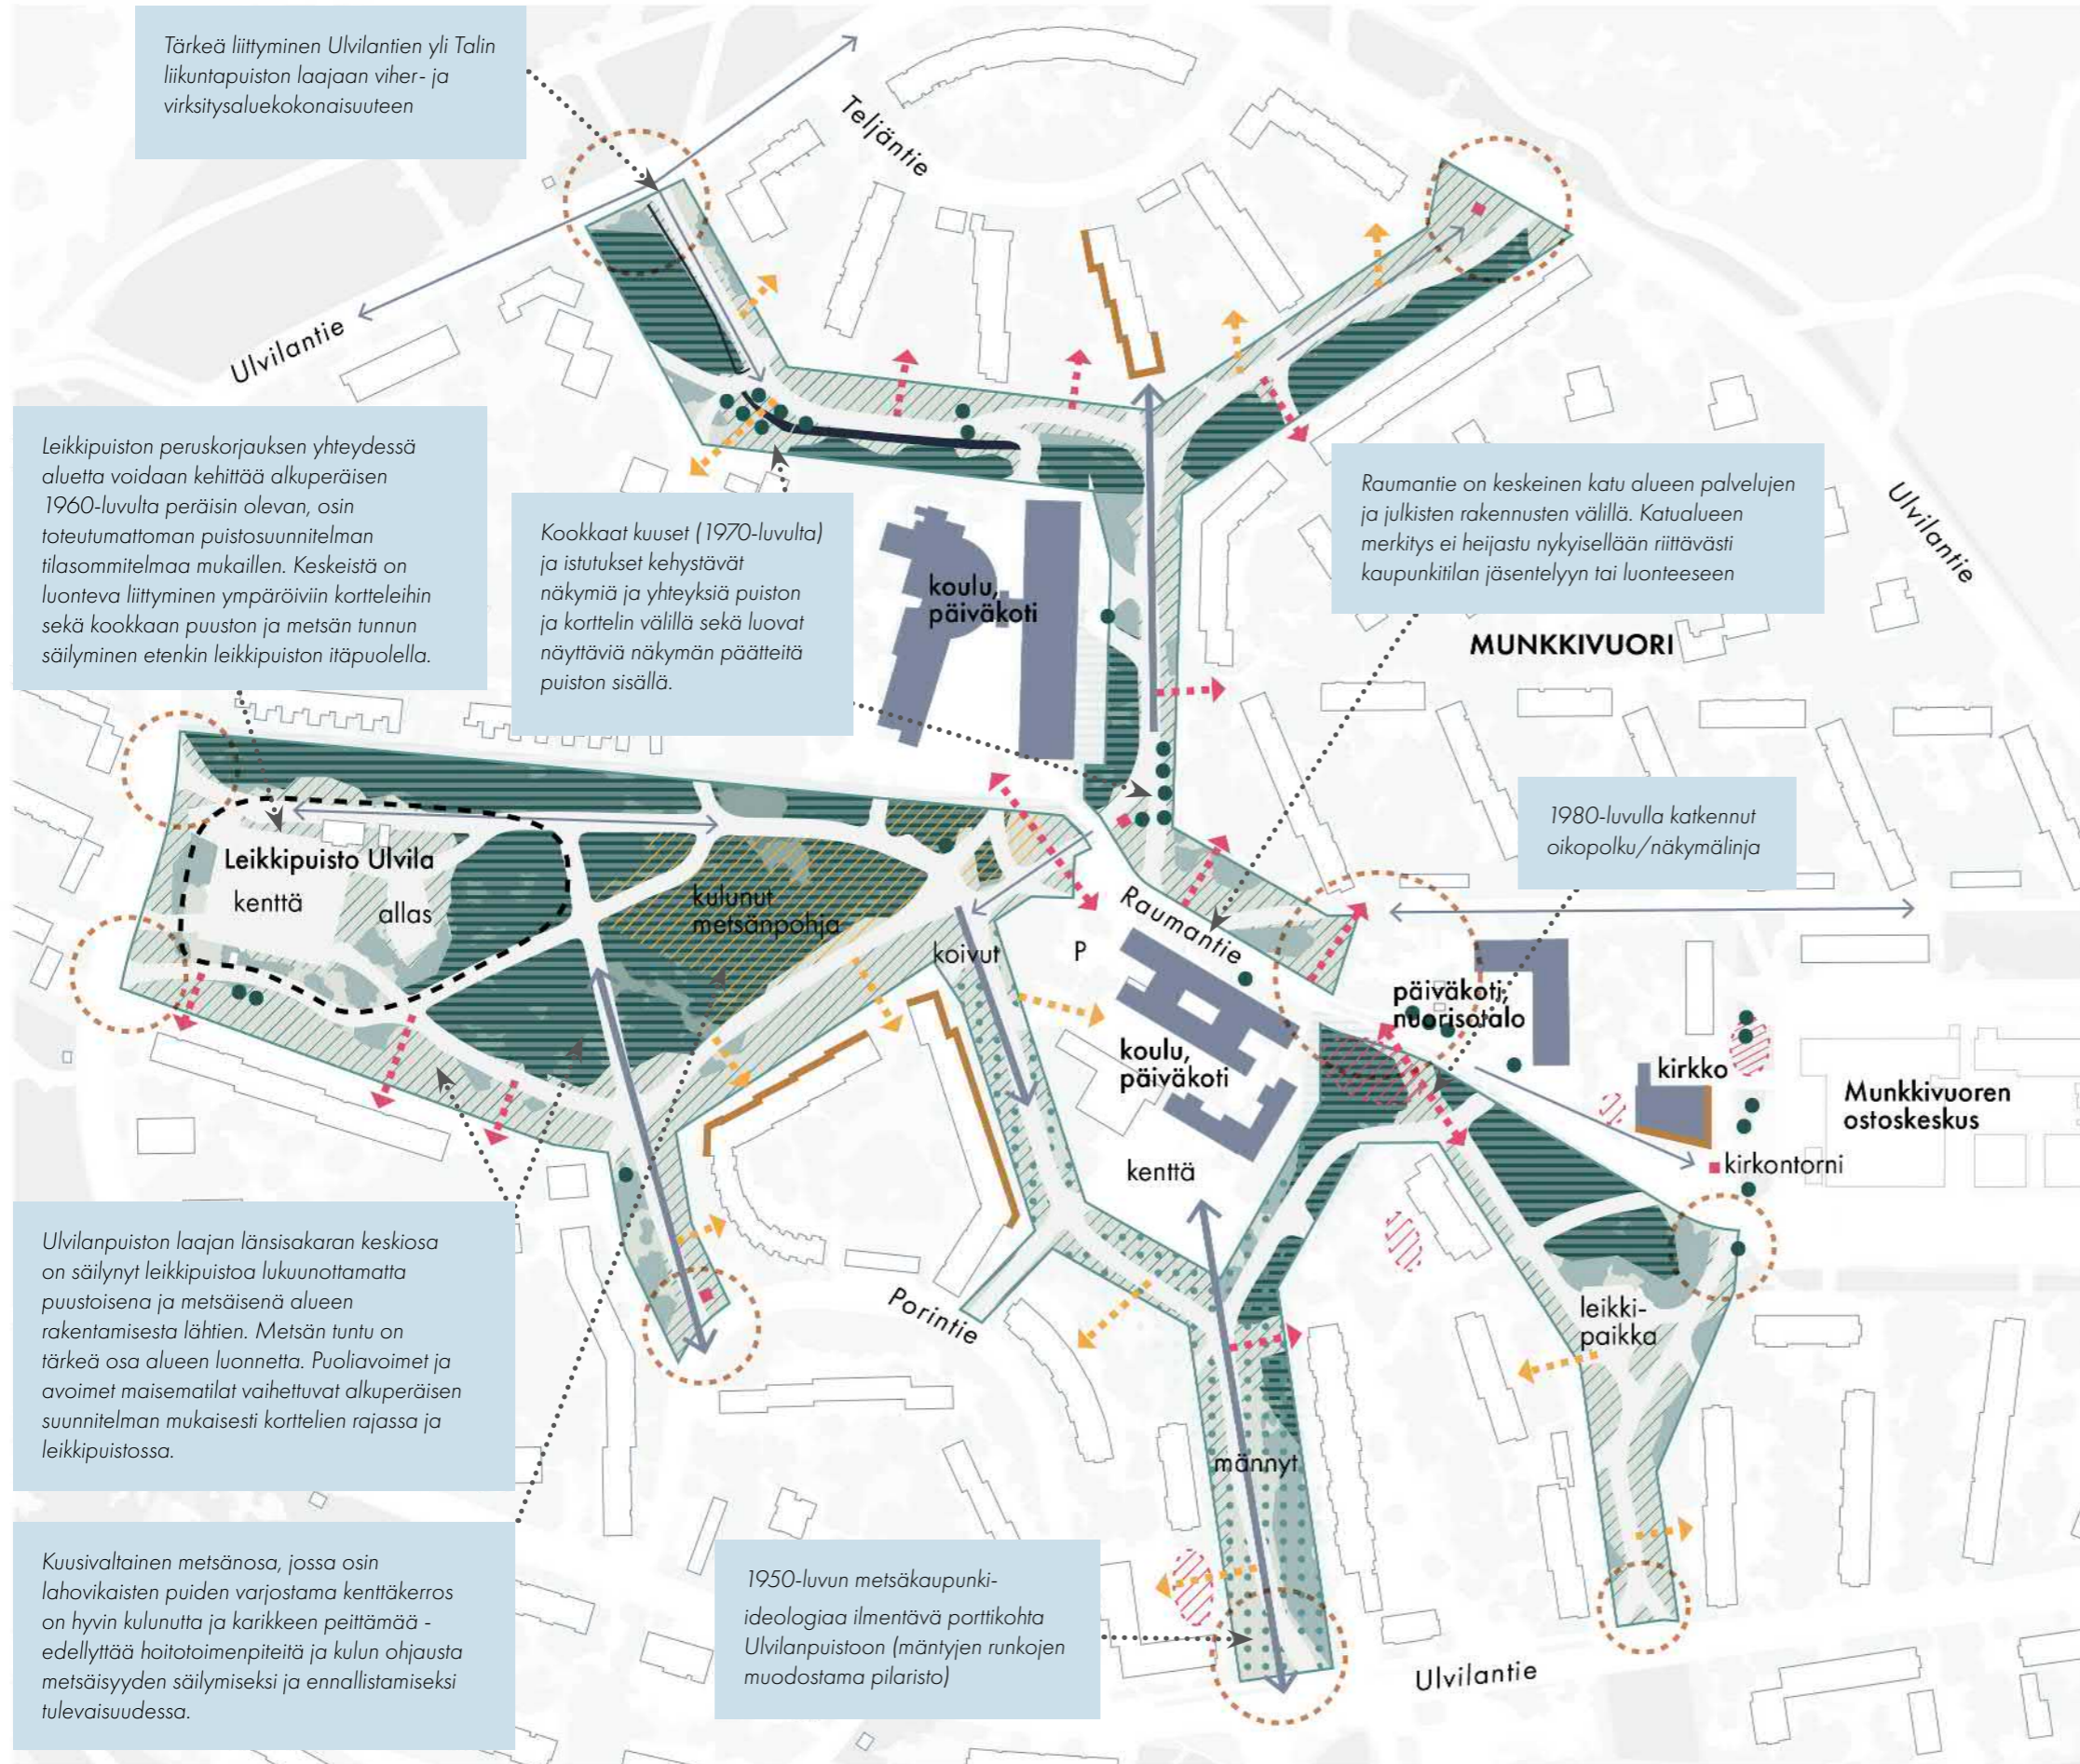 Tärkeä liittyminen Ulvilantien yli Talin
liikuntapuiston laajaan viher- ja
virksitysaluekokonaisuuteen
Teljäntie
Ulvilantie
Leikkipuiston peruskorjauksen yhteydessä
aluetta voidaan kehittää alkuperäisen
1960-luvulta peräisin olevan, osin
toteutumattoman puistosuunnitelman
tilasommitelmaa mukaillen. Keskeistä on
luonteva liittyminen ympäröiviin kortteleihin
sekä kookkaan puuston ja metsän tunnun
säilyminen etenkin leikkipuiston itäpuolella.
Kookkaat kuuset (1970-luvulta)
ja istutukset kehystävät
näkymiä ja yhteyksiä puiston
ja korttelin välillä sekä luovat
näyttäviä näkymän päätteitä
puiston sisällä.
koulu,
päiväkoti
Raumantie on keskeinen katu alueen palvelujen
ja julkisten rakennusten välillä. Katualueen
merkitys ei heijastu nykyisellään riittävästi
kaupunkitilan jäsentelyyn tai luonteeseen
Ulvilantie
MUNKKIVUORI
1980-luvulla katkennut
oikopolku/näkymälinja
Leikkipuisto Ulvila
kenttä
allas
kulunut
metsänpohja
koivut
P
Raumantie
koulu,
päiväkoti
kenttä
päiväkoti,
nuorisotalo
kirkko
kirkontorni
Munkkivuoren
ostoskeskus
Ulvilanpuiston laajan länsisakaran keskiosa
on säilynyt leikkipuistoa lukuunottamatta
puustoisena ja metsäisenä alueen
rakentamisesta lähtien. Metsän tuntu on
tärkeä osa alueen luonnetta. Puoliavoimet ja
avoimet maisematilat vaihettuvat alkuperäisen
suunnitelman mukaisesti korttelien rajassa ja
leikkipuistossa.
Porintie
leikki-
paikka
männyt
Kuusivaltainen metsänosa, jossa osin
lahovikaisten puiden varjostama kenttäkerros
on hyvin kulunutta ja karikkeen peittämää -
edellyttää hoitotoimenpiteitä ja kulun ohjausta
metsäisyyden säilymiseksi ja ennallistamiseksi
tulevaisuudessa.
1950-luvun metsäkaupunki-
ideologiaa ilmentävä porttikohta
Ulvilanpuistoon (mäntyjen runkojen
muodostama pilaristo)
Ulvilantie